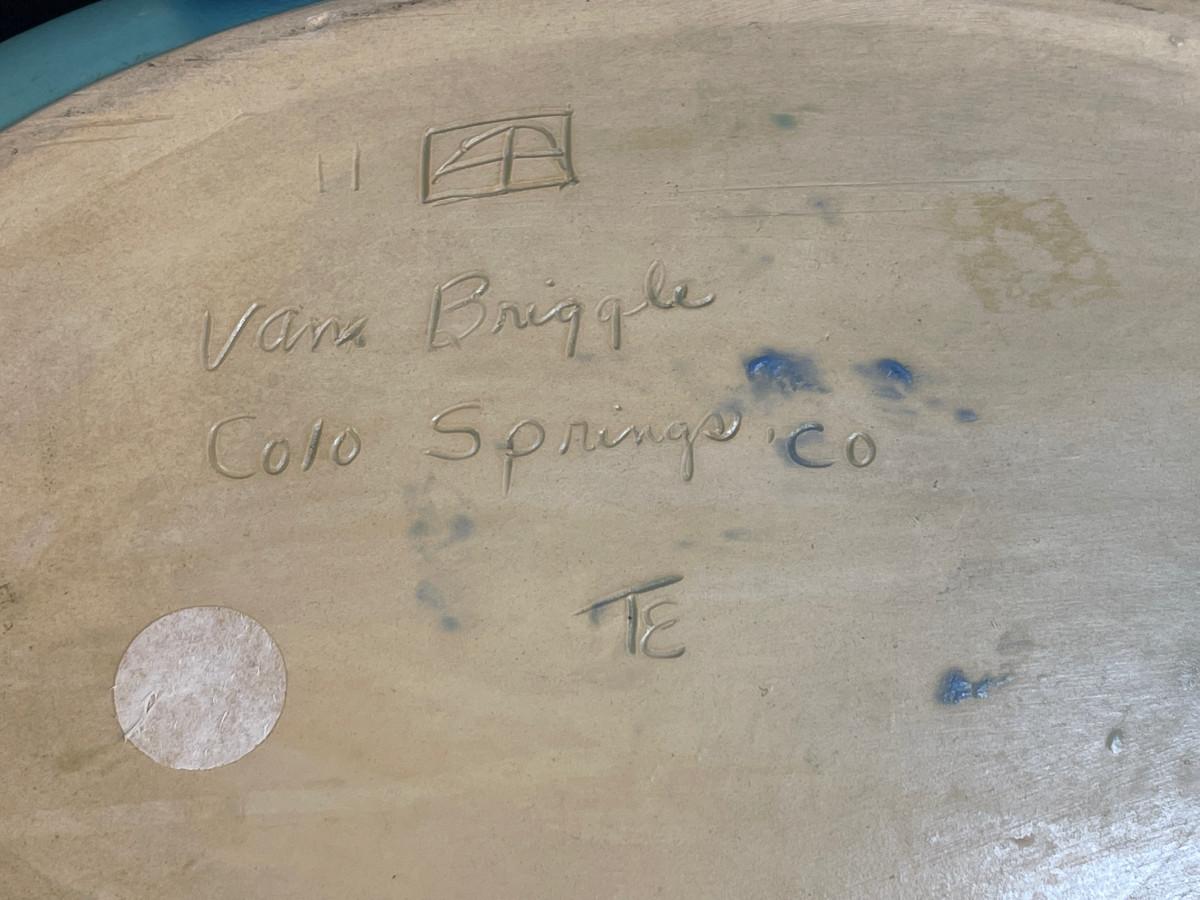 11
Van Briggle
Colo Springs, Co
TE